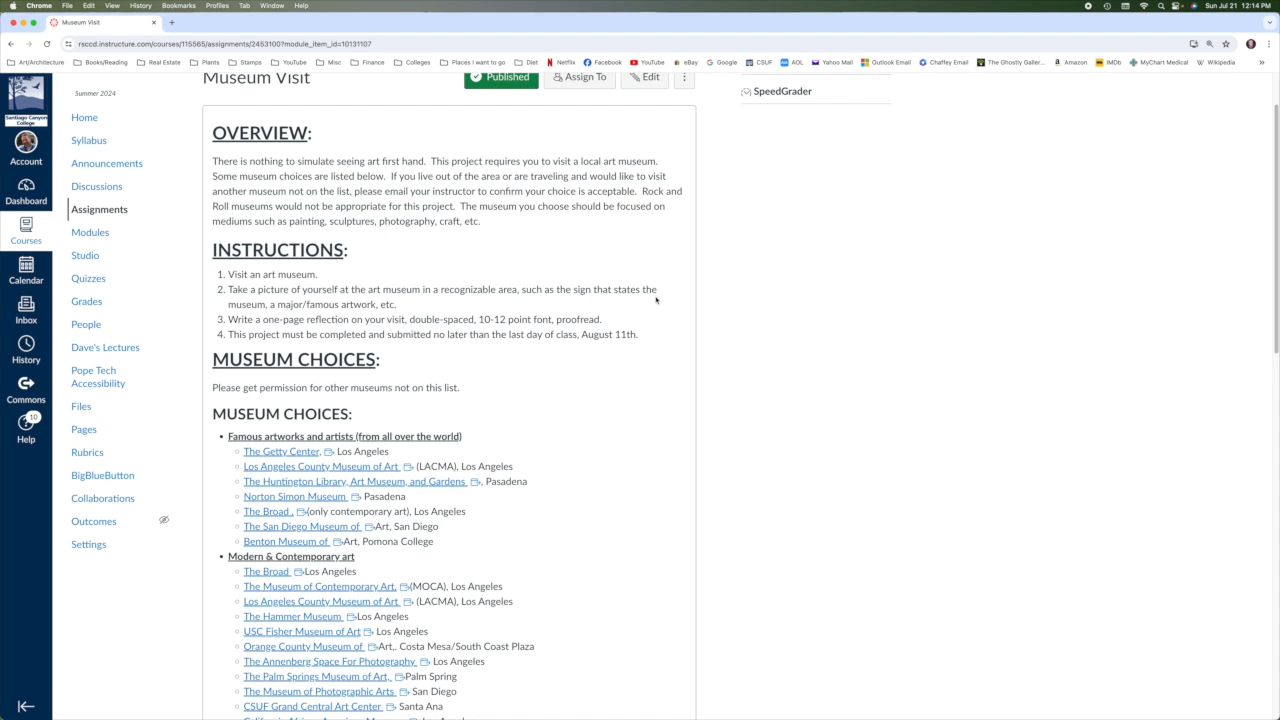 Chrome File Edit View History Bookmarks Profiles Tab Window Help Sun Jul 21 12:14 PM
Museum Visit
rsccd.instructure.com/courses/115565/assignments/2453100?module_item_id=10131107
Art/Architecture Books/Reading Real Estate Plants Stamps YouTube Misc Finance Colleges Places I want to go Diet Netflix Facebook YouTube eBay Google CSUF AOL Yahoo Mail Outlook Email Chaffey Email The Ghostly Galler... Amazon IMDb MyChart Medical Wikipedia
Museum Visit
Published
Assign To
Edit
SpeedGrader
Santiago Canyon
College
Account
Dashboard
Courses
Calendar
Inbox
History
Commons
10
Help
Summer 2024
Home
Syllabus
Announcements
Discussions
Assignments
Modules
Studio
Quizzes
Grades
People
Dave's Lectures
Pope Tech
Accessibility
Files
Pages
Rubrics
BigBlueButton
Collaborations
Outcomes
Settings
OVERVIEW:
There is nothing to simulate seeing art first hand. This project requires you to visit a local art museum.
Some museum choices are listed below. If you live out of the area or are traveling and would like to visit
another museum not on the list, please email your instructor to confirm your choice is acceptable. Rock and
Roll museums would not be appropriate for this project. The museum you choose should be focused on
mediums such as painting, sculptures, photography, craft, etc.
INSTRUCTIONS:
1. Visit an art museum.
2. Take a picture of yourself at the art museum in a recognizable area, such as the sign that states the
museum, a major/famous artwork, etc.
3. Write a one-page reflection on your visit, double-spaced, 10-12 point font, proofread.
4. This project must be completed and submitted no later than the last day of class, August 11th.
MUSEUM CHOICES:
Please get permission for other museums not on this list.
MUSEUM CHOICES:
Famous artworks and artists (from all over the world)
The Getty Center, Los Angeles
Los Angeles County Museum of Art (LACMA), Los Angeles
The Huntington Library, Art Museum, and Gardens , Pasadena
Norton Simon Museum Pasadena
The Broad , (only contemporary art), Los Angeles
The San Diego Museum of Art, San Diego
Benton Museum of Art, Pomona College
Modern & Contemporary art
The Broad Los Angeles
The Museum of Contemporary Art, (MOCA), Los Angeles
Los Angeles County Museum of Art (LACMA), Los Angeles
The Hammer Museum Los Angeles
USC Fisher Museum of Art Los Angeles
Orange County Museum of Art,. Costa Mesa/South Coast Plaza
The Annenberg Space For Photography Los Angeles
The Palm Springs Museum of Art, Palm Spring
The Museum of Photographic Arts San Diego
CSUF Grand Central Art Center Santa Ana